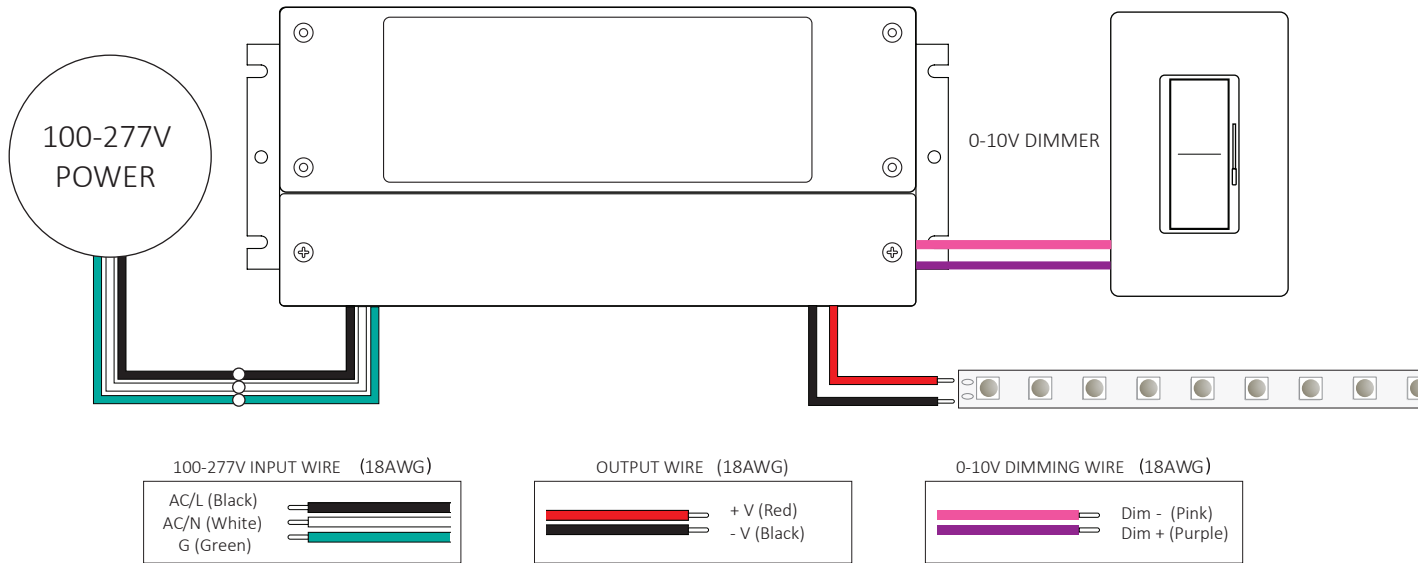 100-277V
POWER
0-10V DIMMER
100-277V INPUT WIRE (18AWG)
AC/L (Black)
AC/N (White)
G (Green)
OUTPUT WIRE (18AWG)
+ V (Red)
- V (Black)
0-10V DIMMING WIRE (18AWG)
Dim - (Pink)
Dim + (Purple)